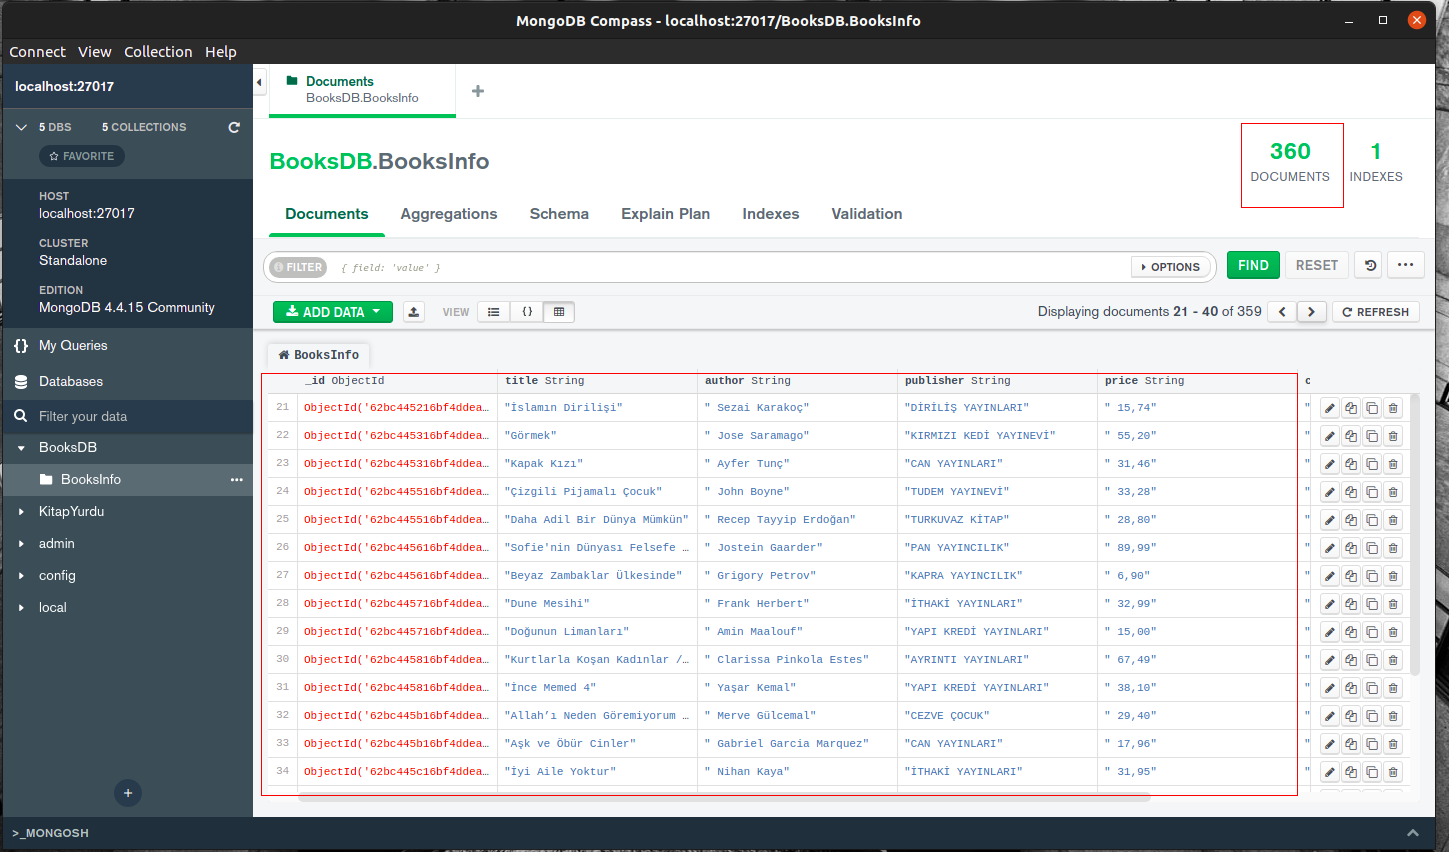 MongoDB Compass - localhost:27017/BooksDB.BooksInfo
Connect View Collection Help
localhost:27017
5 DBS 5 COLLECTIONS
FAVORITE
HOST
localhost:27017
CLUSTER
Standalone
EDITION
MongoDB 4.4.15 Community
{} My Queries
Databases
Filter your data
BooksDB
BooksInfo •••
KitapYurdu
admin
config
local
+
>_MONGOSH
Documents
BooksDB.BooksInfo
+
BooksDB.BooksInfo
360
DOCUMENTS
1
INDEXES
Documents Aggregations Schema Explain Plan Indexes Validation
FILTER { field: 'value' } OPTIONS FIND RESET •••
ADD DATA VIEW {} Displaying documents 21 - 40 of 359 < > REFRESH
BooksInfo
_id ObjectId title String author String publisher String price String c
21 ObjectId('62bc445216bf4ddea… "İslamın Dirilişi" " Sezai Karakoç" "DİRİLİŞ YAYINLARI" " 15,74" "
22 ObjectId('62bc445316bf4ddea… "Görmek" " Jose Saramago" "KIRMIZI KEDİ YAYINEVİ" " 55,20" "
23 ObjectId('62bc445316bf4ddea… "Kapak Kızı" " Ayfer Tunç" "CAN YAYINLARI" " 31,46" "
24 ObjectId('62bc445516bf4ddea… "Çizgili Pijamalı Çocuk" " John Boyne" "TUDEM YAYINEVİ" " 33,28" "
25 ObjectId('62bc445516bf4ddea… "Daha Adil Bir Dünya Mümkün" " Recep Tayyip Erdoğan" "TURKUVAZ KİTAP" " 28,80" "
26 ObjectId('62bc445616bf4ddea… "Sofie'nin Dünyası Felsefe … " Jostein Gaarder" "PAN YAYINCILIK" " 89,99" "
27 ObjectId('62bc445616bf4ddea… "Beyaz Zambaklar Ülkesinde" " Grigory Petrov" "KAPRA YAYINCILIK" " 6,90" "
28 ObjectId('62bc445716bf4ddea… "Dune Mesihi" " Frank Herbert" "İTHAKİ YAYINLARI" " 32,99" "
29 ObjectId('62bc445716bf4ddea… "Doğunun Limanları" " Amin Maalouf" "YAPI KREDİ YAYINLARI" " 15,00" "
30 ObjectId('62bc445816bf4ddea… "Kurtlarla Koşan Kadınlar /… " Clarissa Pinkola Estes" "AYRINTI YAYINLARI" " 67,49" "
31 ObjectId('62bc445816bf4ddea… "İnce Memed 4" " Yaşar Kemal" "YAPI KREDİ YAYINLARI" " 38,10" "
32 ObjectId('62bc445b16bf4ddea… "Allah’ı Neden Göremiyorum … " Merve Gülcemal" "CEZVE ÇOCUK" " 29,40" "
33 ObjectId('62bc445b16bf4ddea… "Aşk ve Öbür Cinler" " Gabriel Garcia Marquez" "CAN YAYINLARI" " 17,96" "
34 ObjectId('62bc445c16bf4ddea… "İyi Aile Yoktur" " Nihan Kaya" "İTHAKİ YAYINLARI" " 31,95" "